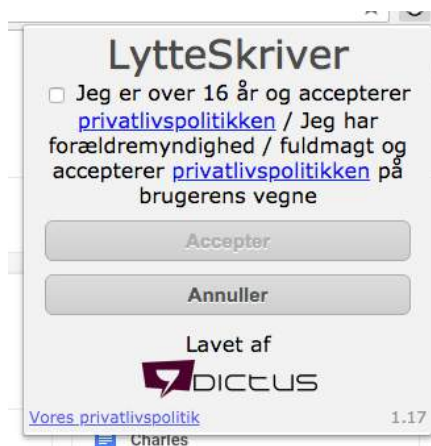 LytteSkriver
Jeg er over 16 år og accepterer
privatlivspolitikken / Jeg har
forældremyndighed / fuldmagt og
accepterer privatlivspolitikken på
brugerens vegne
Accepter
Annuller
Lavet af
DICTUS
Vores privatlivspolitik 1.17
Charles